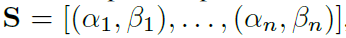 S = [(α₁, β₁), . . . , (αₙ, βₙ)]